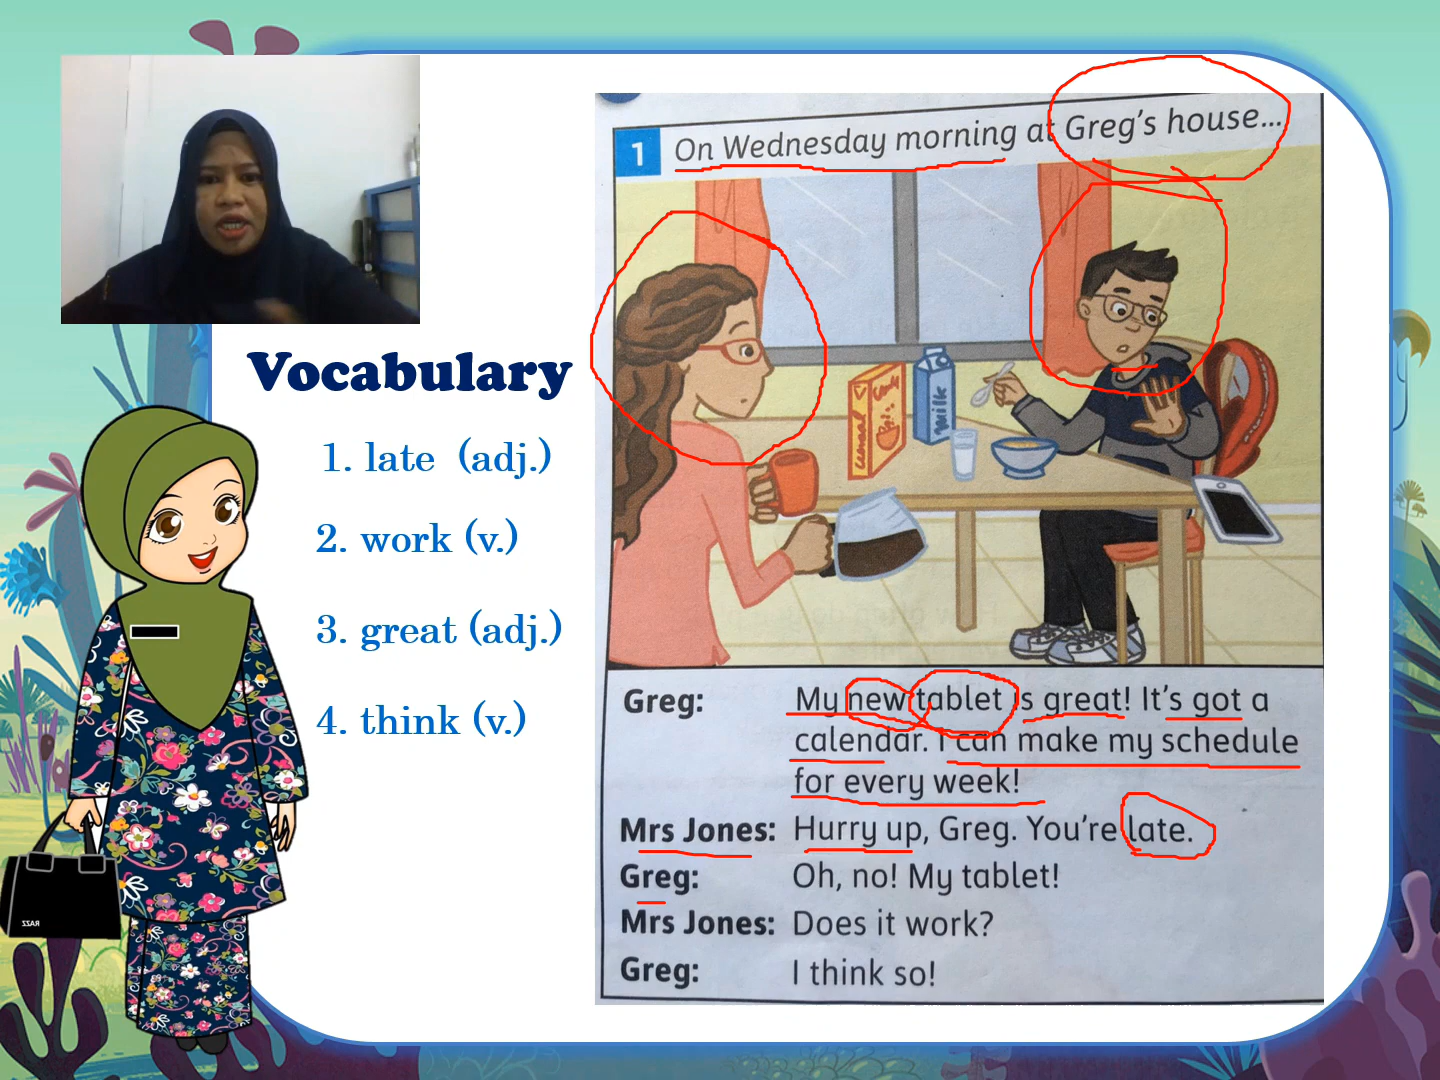 Vocabulary
1. late (adj.)
2. work (v.)
3. great (adj.)
4. think (v.)
RAZZ
1 On Wednesday morning at Greg's house...
cereal
milk
Greg: My new tablet is great! It's got a
calendar. I can make my schedule
for every week!
Mrs Jones: Hurry up, Greg. You're late.
Greg: Oh, no! My tablet!
Mrs Jones: Does it work?
Greg: I think so!